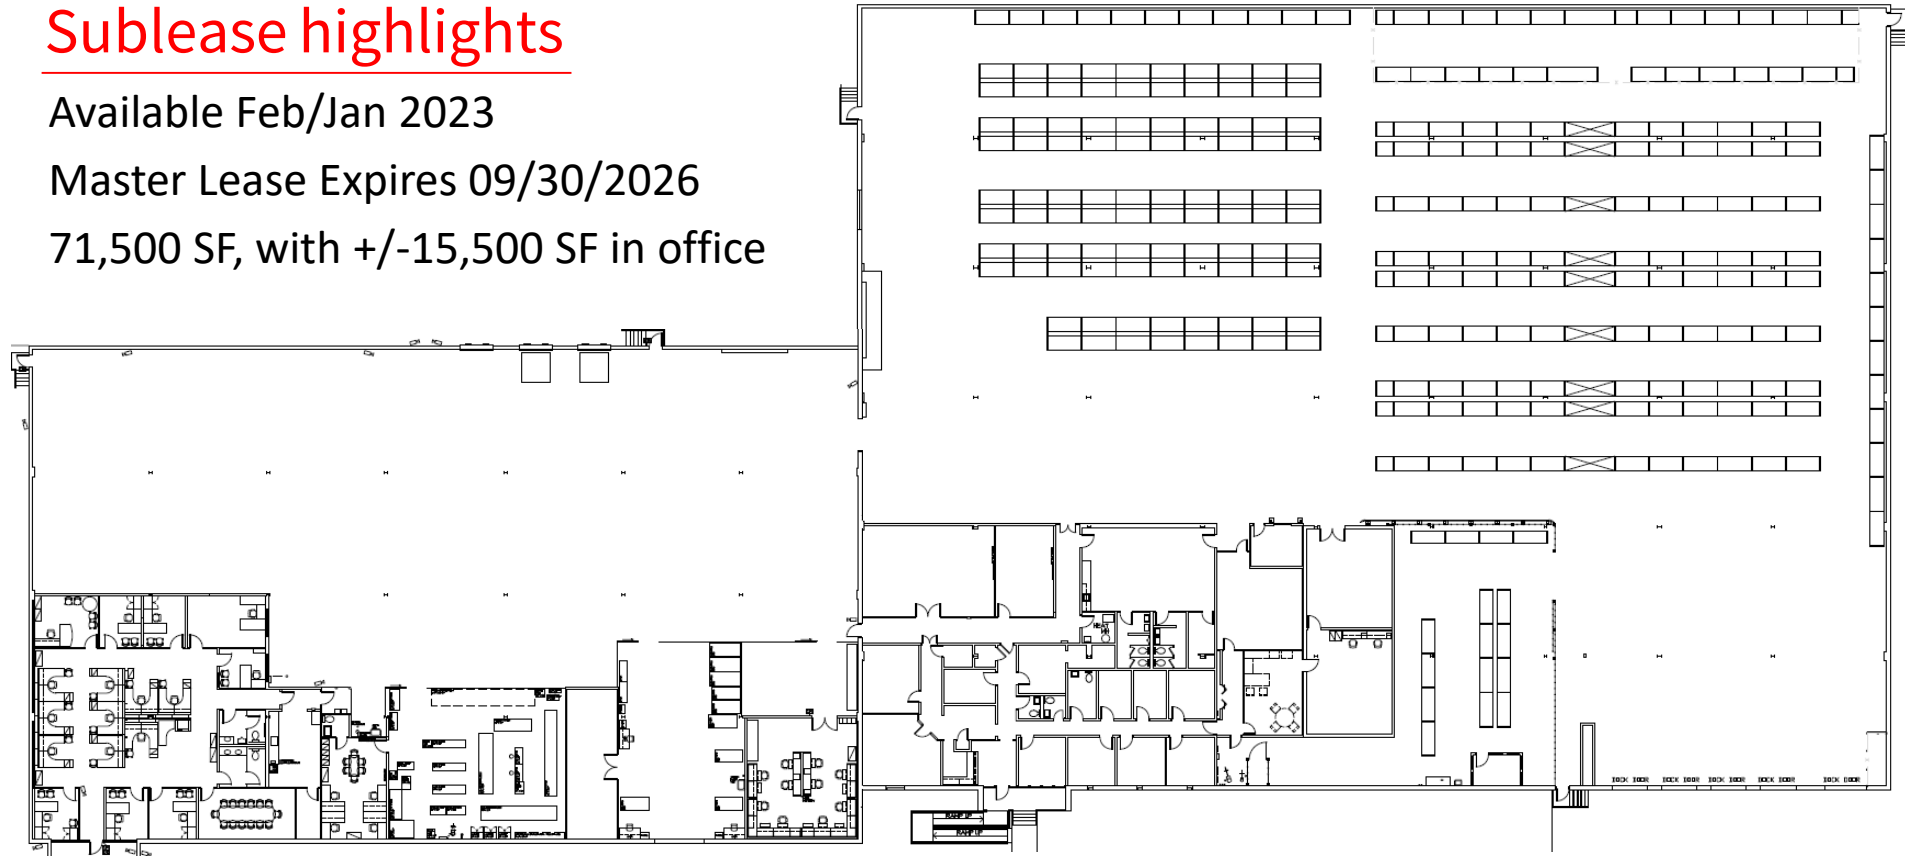 Sublease highlights
Available Feb/Jan 2023
Master Lease Expires 09/30/2026
71,500 SF, with +/-15,500 SF in office
HEAT
RAMP UP
RAMP UP
DOCK DOOR DOCK DOOR DOCK DOOR DOCK DOOR DOCK DOOR